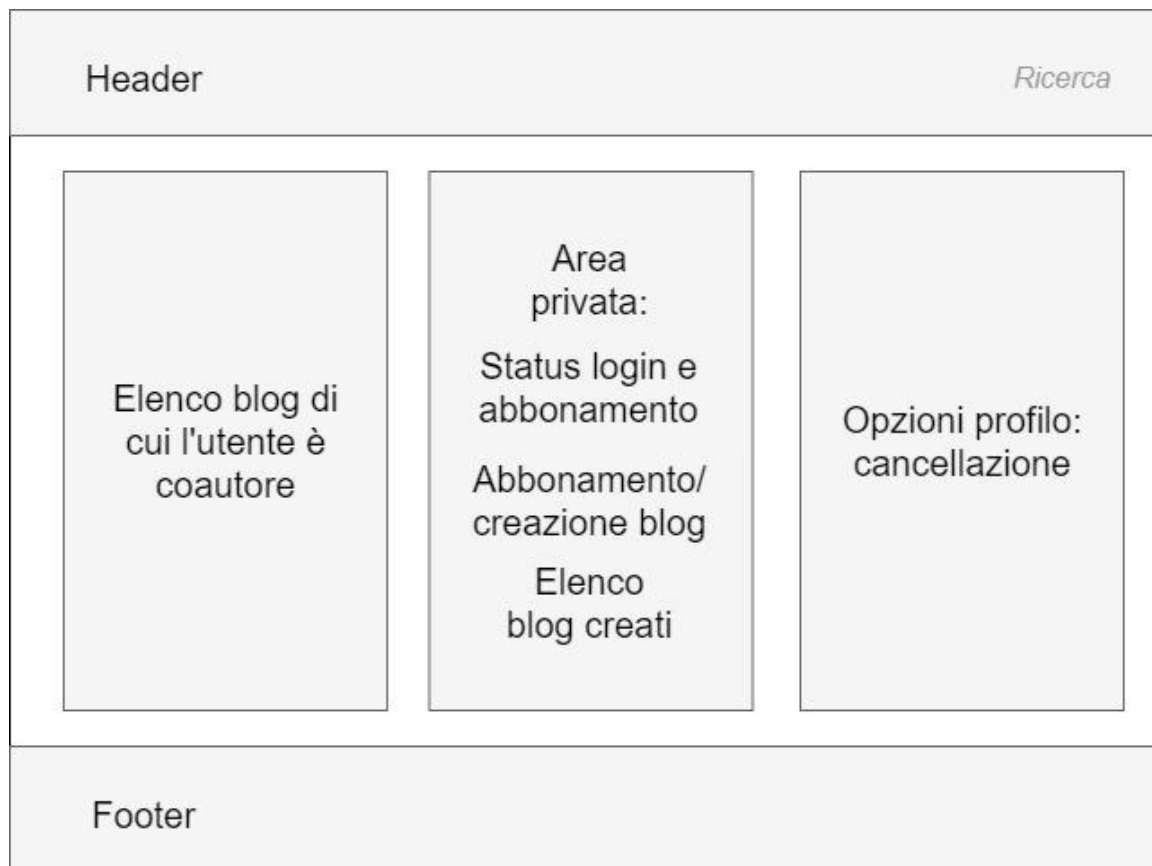 Header
Ricerca
Elenco blog di
cui l'utente è
coautore
Area
privata:
Status login e
abbonamento
Abbonamento/
creazione blog
Elenco
blog creati
Opzioni profilo:
cancellazione
Footer